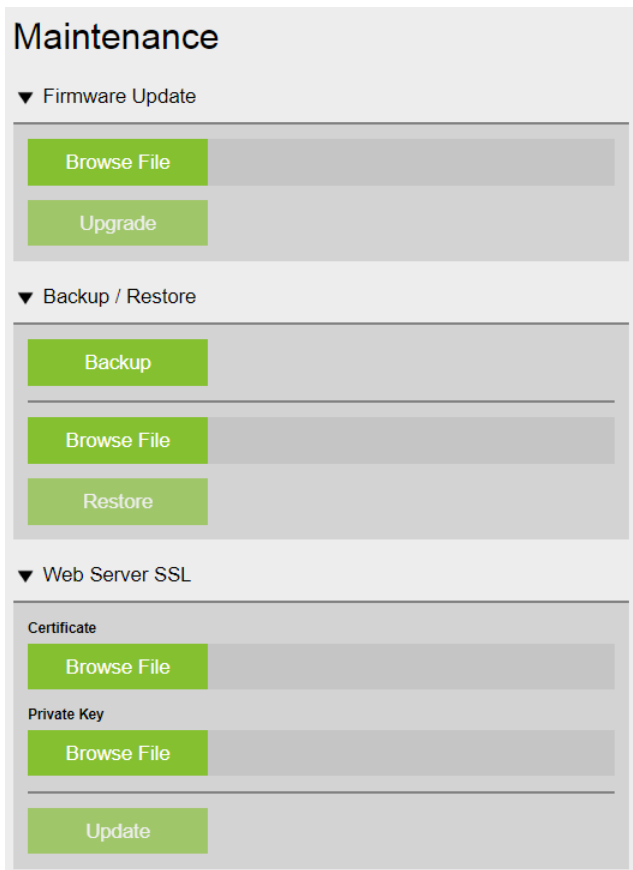 Maintenance
Firmware Update
Browse File
Upgrade
Backup / Restore
Backup
Browse File
Restore
Web Server SSL
Certificate
Browse File
Private Key
Browse File
Update